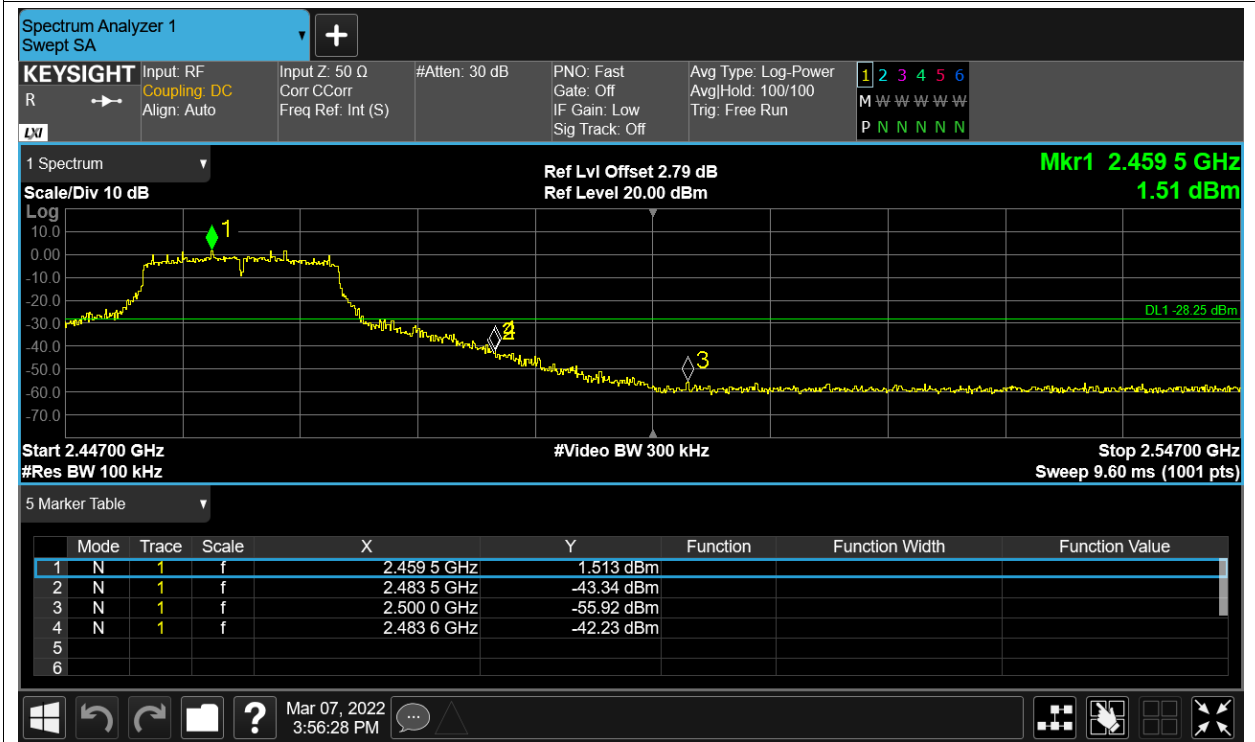 Spectrum Analyzer 1
Swept SA
+
KEYSIGHT
R
LXI
Input: RF
Coupling: DC
Align: Auto
Input Z: 50 Ω
Corr CCorr
Freq Ref: Int (S)
#Atten: 30 dB
PNO: Fast
Gate: Off
IF Gain: Low
Sig Track: Off
Avg Type: Log-Power
Avg|Hold: 100/100
Trig: Free Run
1 2 3 4 5 6
M W W W W W
P N N N N N
1 Spectrum
Scale/Div 10 dB
Ref Lvl Offset 2.79 dB
Ref Level 20.00 dBm
Mkr1 2.459 5 GHz
1.51 dBm
Log
10.0
0.00
-10.0
-20.0
-30.0
-40.0
-50.0
-60.0
-70.0
1
2
4
3
DL1 -28.25 dBm
Start 2.44700 GHz
#Video BW 300 kHz
Stop 2.54700 GHz
#Res BW 100 kHz
Sweep 9.60 ms (1001 pts)
5 Marker Table
Mode Trace Scale X Y Function Function Width Function Value
1 N 1 f 2.459 5 GHz 1.513 dBm
2 N 1 f 2.483 5 GHz -43.34 dBm
3 N 1 f 2.500 0 GHz -55.92 dBm
4 N 1 f 2.483 6 GHz -42.23 dBm
5
6
?
Mar 07, 2022
3:56:28 PM